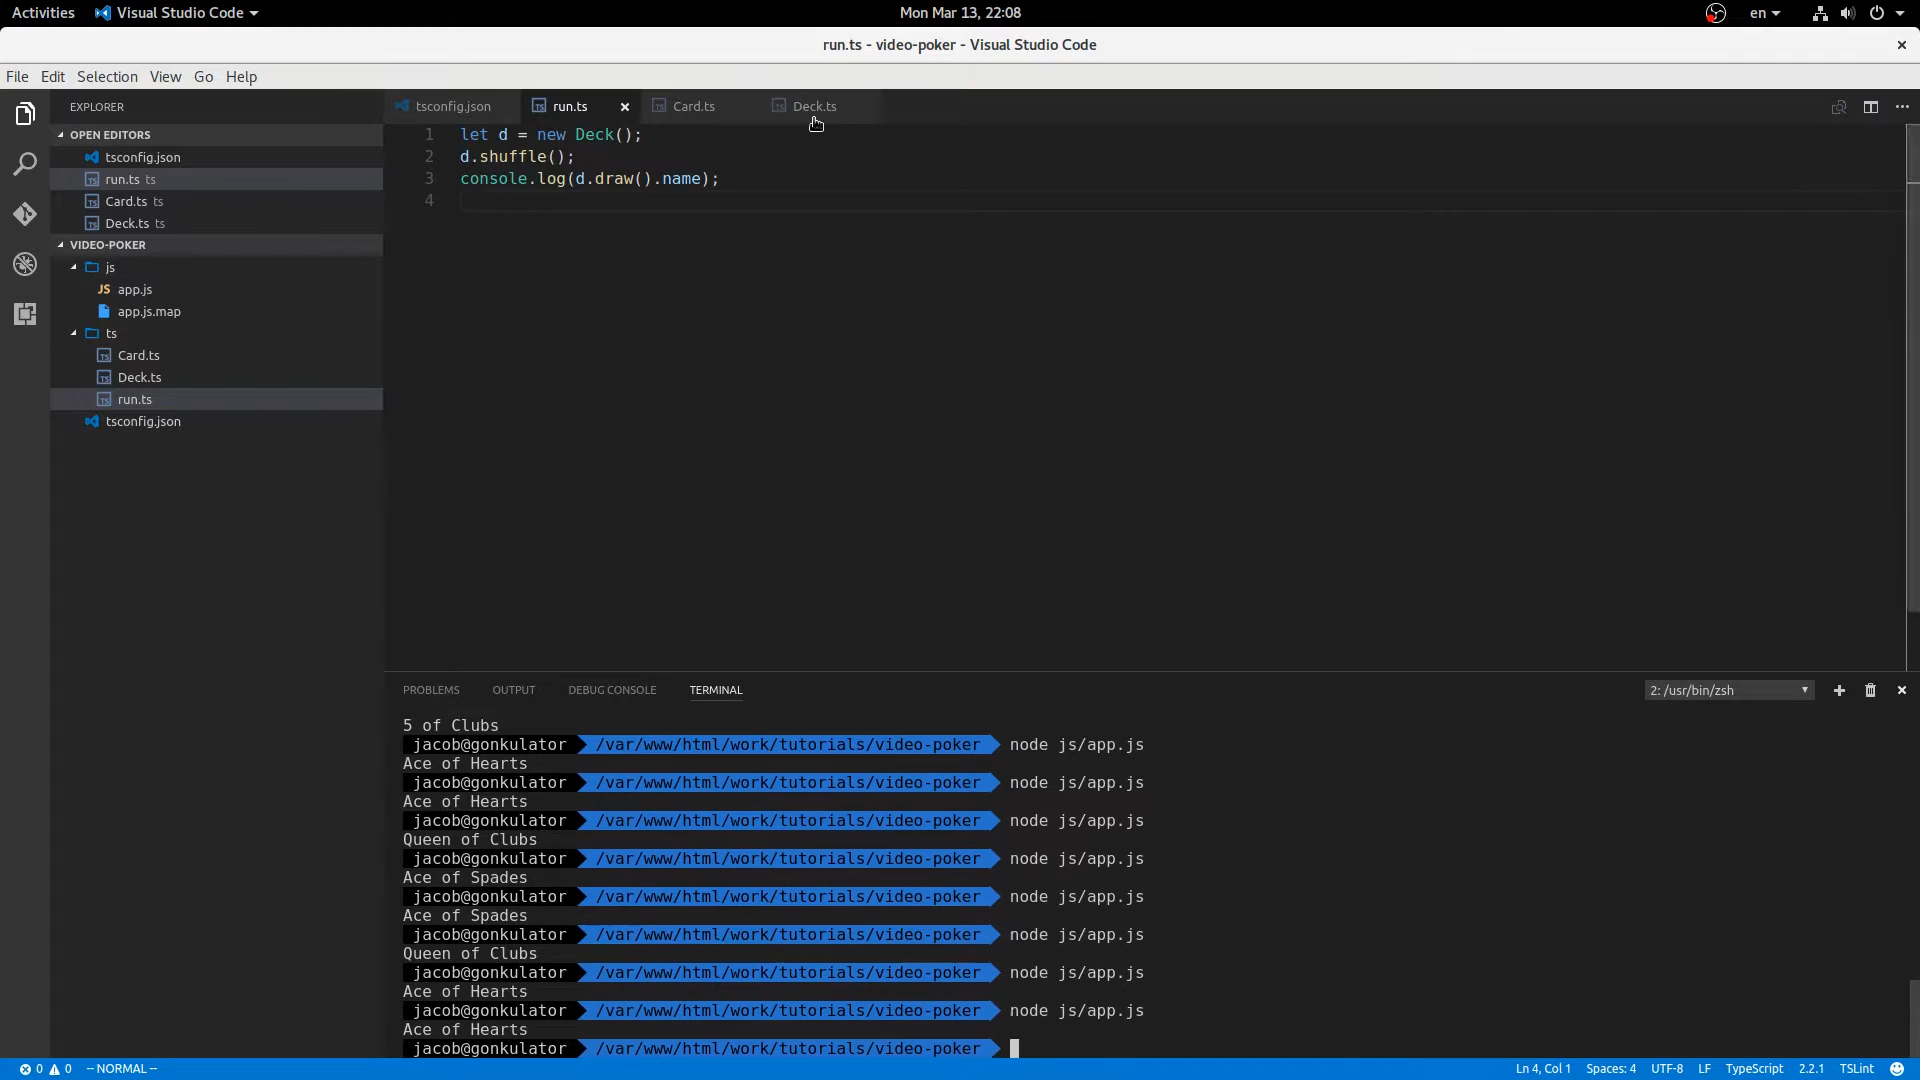 Activities Visual Studio Code Mon Mar 13, 22:08 en
run.ts - video-poker - Visual Studio Code
File Edit Selection View Go Help
EXPLORER
OPEN EDITORS
tsconfig.json
run.ts ts
Card.ts ts
Deck.ts ts
VIDEO-POKER
js
JS app.js
app.js.map
ts
TS Card.ts
TS Deck.ts
TS run.ts
tsconfig.json
tsconfig.json run.ts Card.ts Deck.ts
1 let d = new Deck();
2 d.shuffle();
3 console.log(d.draw().name);
4
PROBLEMS OUTPUT DEBUG CONSOLE TERMINAL 2: /usr/bin/zsh
5 of Clubs
jacob@gonkulator /var/www/html/work/tutorials/video-poker node js/app.js
Ace of Hearts
jacob@gonkulator /var/www/html/work/tutorials/video-poker node js/app.js
Ace of Hearts
jacob@gonkulator /var/www/html/work/tutorials/video-poker node js/app.js
Queen of Clubs
jacob@gonkulator /var/www/html/work/tutorials/video-poker node js/app.js
Ace of Spades
jacob@gonkulator /var/www/html/work/tutorials/video-poker node js/app.js
Ace of Spades
jacob@gonkulator /var/www/html/work/tutorials/video-poker node js/app.js
Queen of Clubs
jacob@gonkulator /var/www/html/work/tutorials/video-poker node js/app.js
Ace of Hearts
jacob@gonkulator /var/www/html/work/tutorials/video-poker node js/app.js
Ace of Hearts
jacob@gonkulator /var/www/html/work/tutorials/video-poker
0 0 -- NORMAL -- Ln 4, Col 1 Spaces: 4 UTF-8 LF TypeScript 2.2.1 TSLint